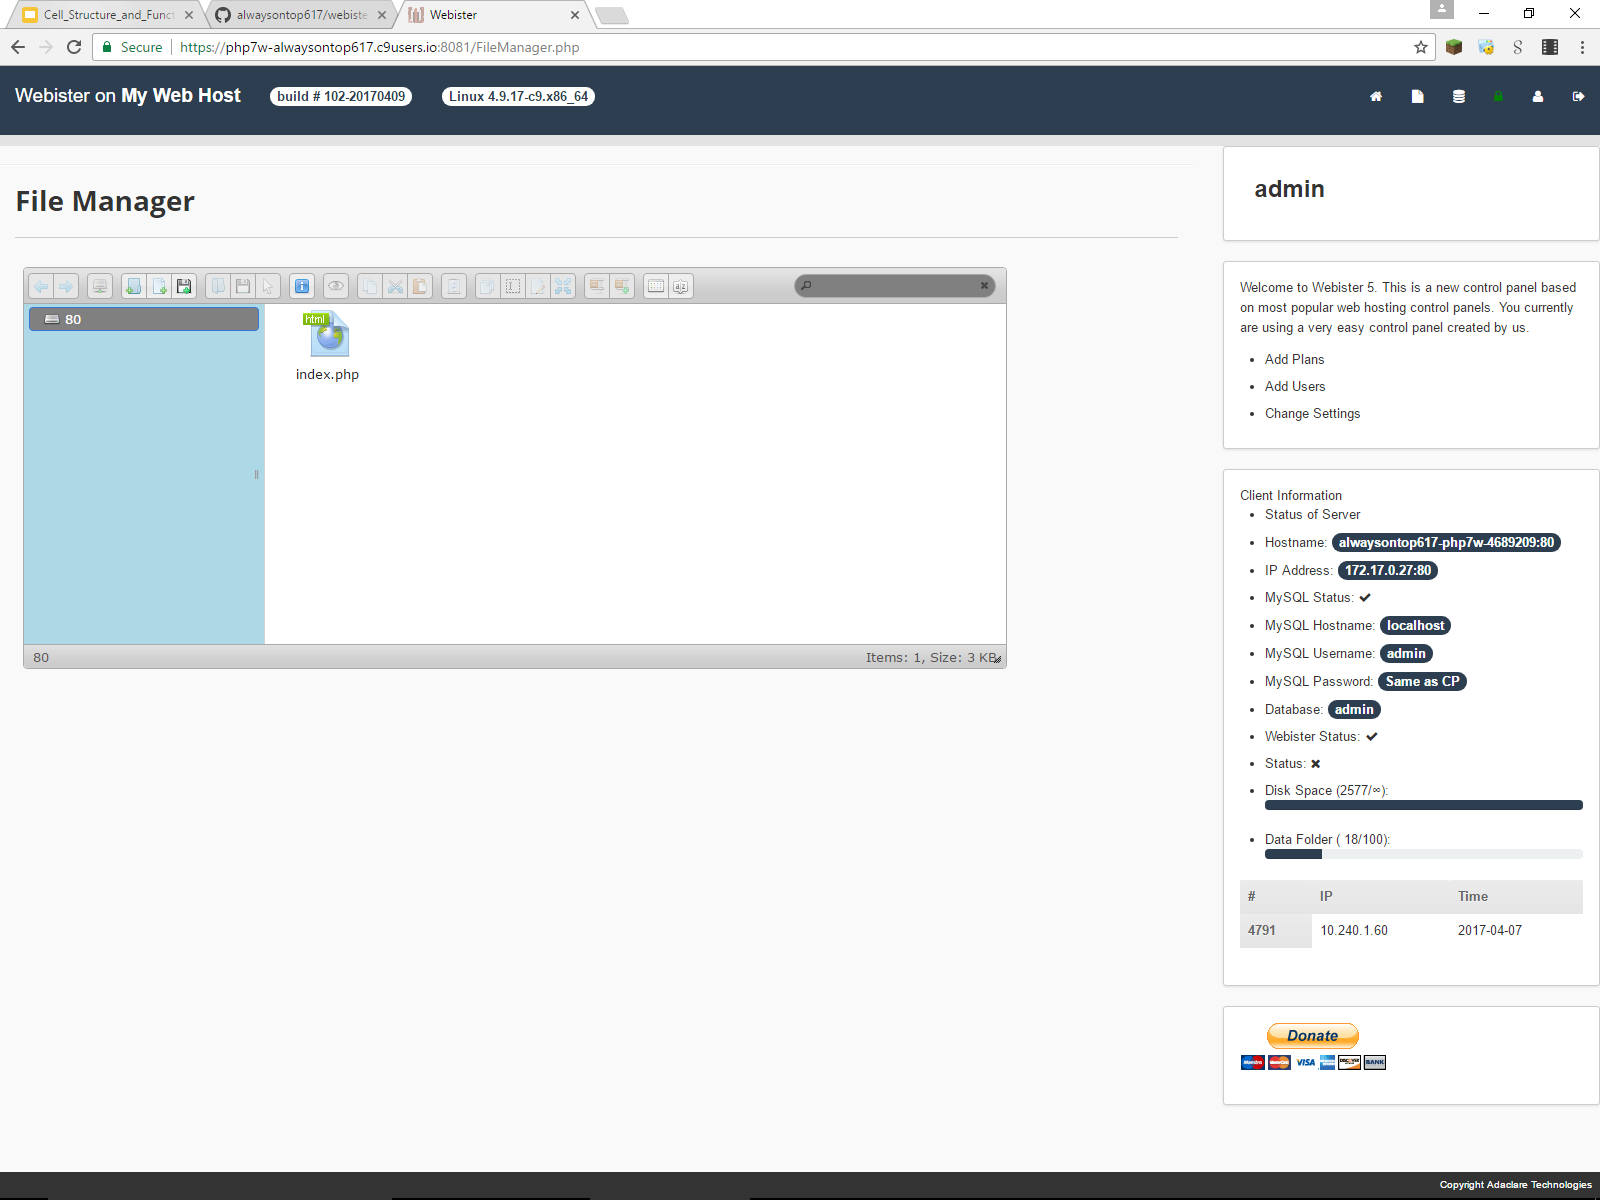 Cell_Structure_and_Funct
alwaysontop617/webiste
Webister
Secure
https://php7w-alwaysontop617.c9users.io:8081/FileManager.php
Webister on My Web Host
build # 102-20170409
Linux 4.9.17-c9.x86_64
File Manager
80
html
index.php
80
Items: 1, Size: 3 KB
admin
Welcome to Webister 5. This is a new control panel based
on most popular web hosting control panels. You currently
are using a very easy control panel created by us.
Add Plans
Add Users
Change Settings
Client Information
Status of Server
Hostname: alwaysontop617-php7w-4689209:80
IP Address: 172.17.0.27:80
MySQL Status:
MySQL Hostname: localhost
MySQL Username: admin
MySQL Password: Same as CP
Database: admin
Webister Status:
Status:
Disk Space (2577/∞):
Data Folder ( 18/100):
# IP Time
4791 10.240.1.60 2017-04-07
Donate
Maestro MasterCard VISA DISCOVER BANK
Copyright Adaclare Technologies